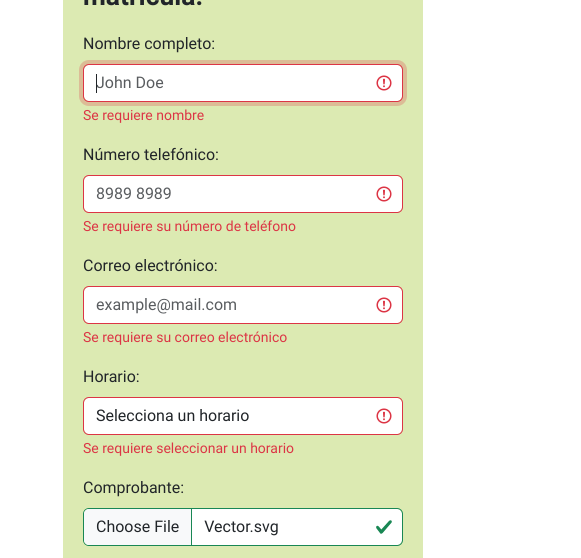 matrícula:
Nombre completo:
John Doe
Se requiere nombre
Número telefónico:
8989 8989
Se requiere su número de teléfono
Correo electrónico:
example@mail.com
Se requiere su correo electrónico
Horario:
Selecciona un horario
Se requiere seleccionar un horario
Comprobante:
Choose File Vector.svg